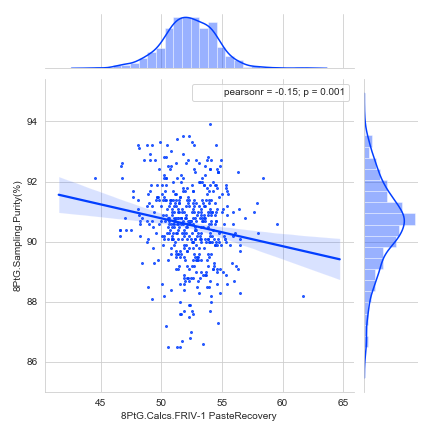 pearsonr = -0.15; p = 0.001
94
92
90
88
86
8PtG.Sampling.Purity(%)
45 50 55 60 65
8PtG.Calcs.FRIV-1 PasteRecovery